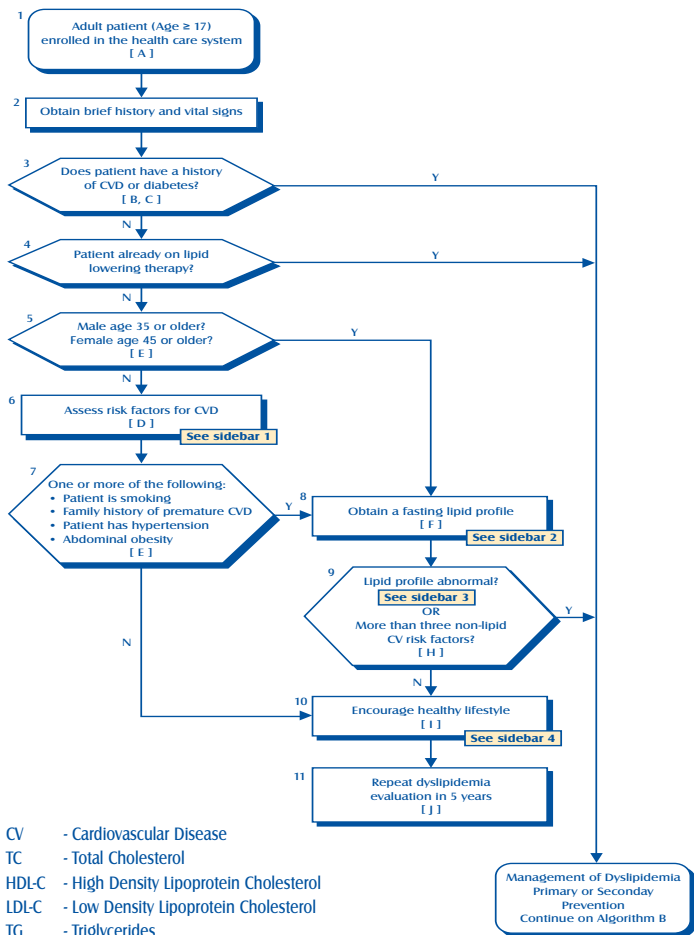 1
Adult patient (Age ≥ 17)
enrolled in the health care system
[ A ]
2
Obtain brief history and vital signs
3
Does patient have a history
of CVD or diabetes?
[ B, C ]
Y
N
4
Patient already on lipid
lowering therapy?
Y
N
5
Male age 35 or older?
Female age 45 or older?
[ E ]
Y
N
6
Assess risk factors for CVD
[ D ]
See sidebar 1
7
One or more of the following:
• Patient is smoking
• Family history of premature CVD
• Patient has hypertension
• Abdominal obesity
[ E ]
Y
N
8
Obtain a fasting lipid profile
[ F ]
See sidebar 2
9
Lipid profile abnormal?
See sidebar 3
OR
More than three non-lipid
CV risk factors?
[ H ]
Y
N
10
Encourage healthy lifestyle
[ I ]
See sidebar 4
11
Repeat dyslipidemia
evaluation in 5 years
[ J ]
Management of Dyslipidemia
Primary or Seconday
Prevention
Continue on Algorithm B
CV - Cardiovascular Disease
TC - Total Cholesterol
HDL-C - High Density Lipoprotein Cholesterol
LDL-C - Low Density Lipoprotein Cholesterol
TG - Triglycerides